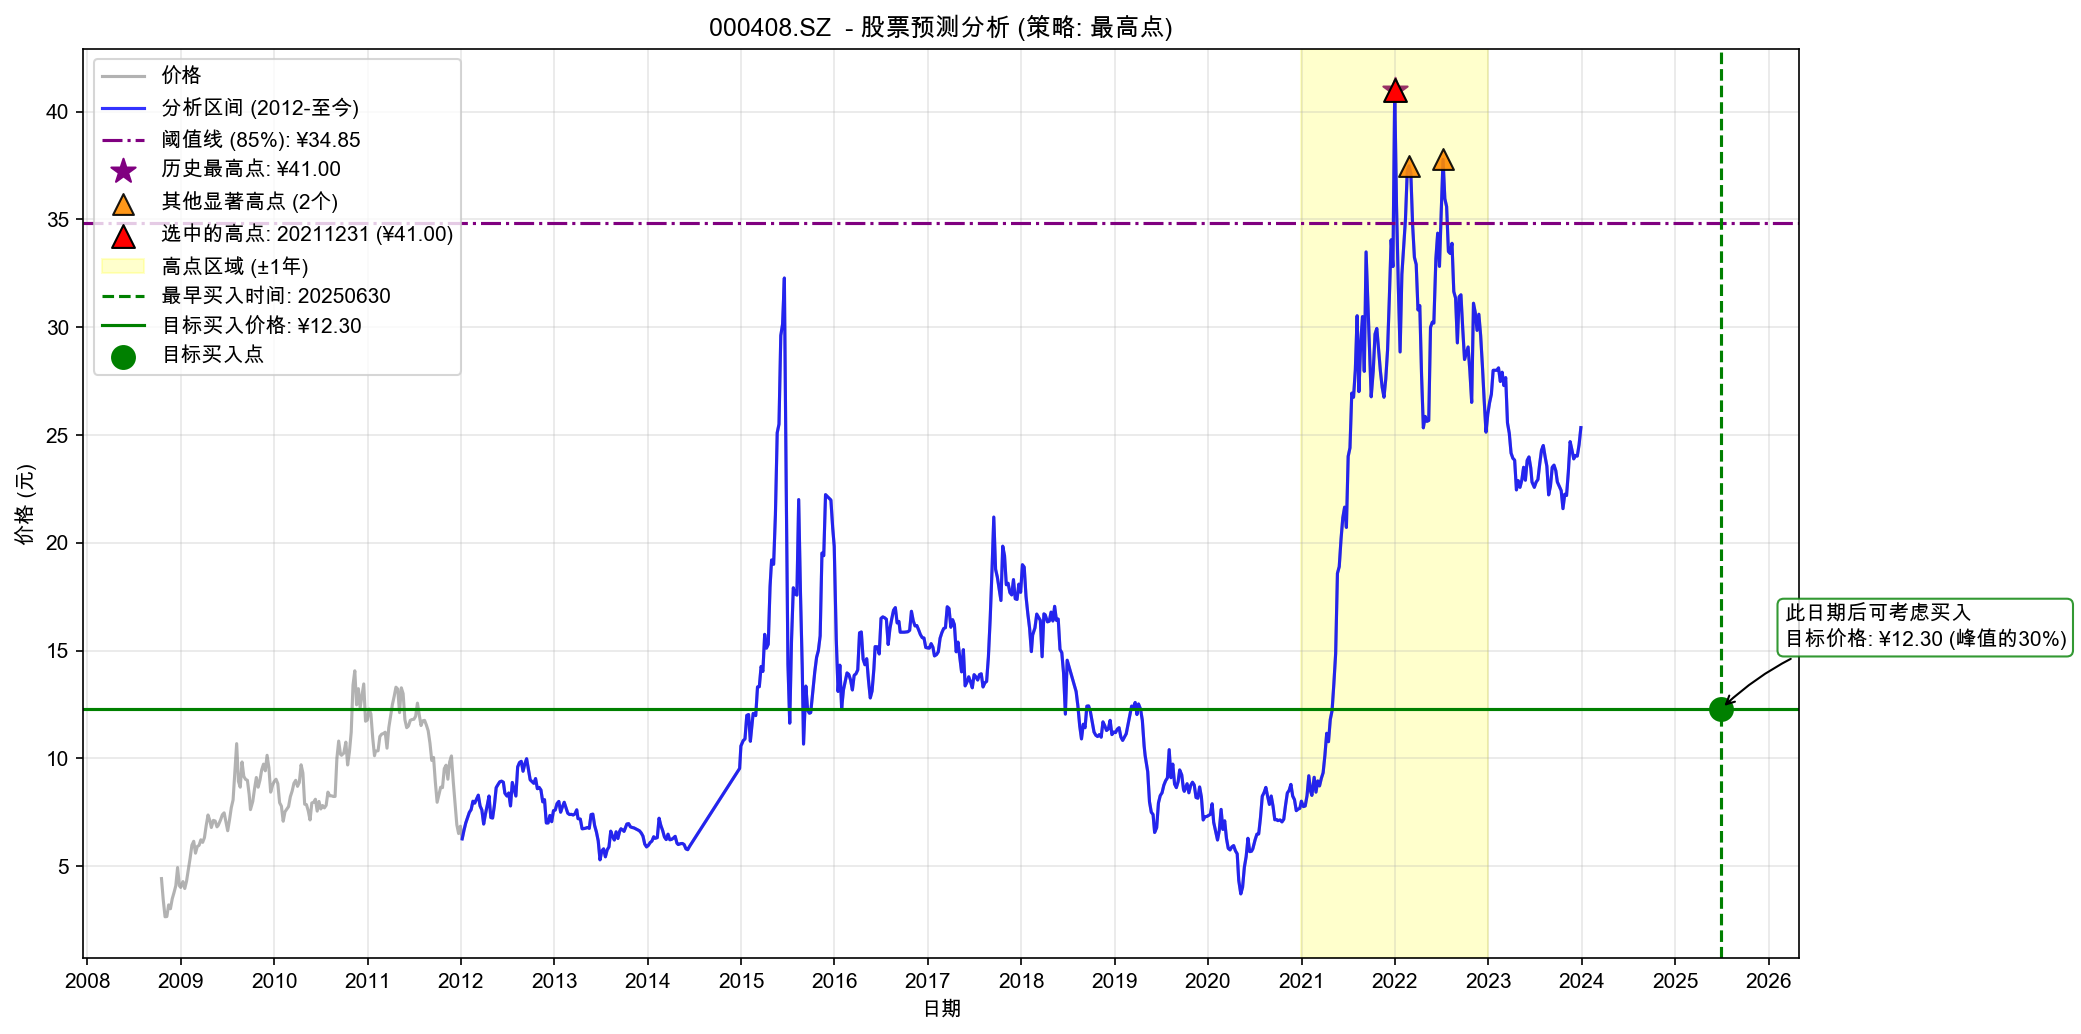 000408.SZ  - 股票预测分析 (策略: 最高点)
价格
分析区间 (2012-至今)
阈值线 (85%): ¥34.85
历史最高点: ¥41.00
其他显著高点 (2个)
选中的高点: 20211231 (¥41.00)
高点区域 (±1年)
最早买入时间: 20250630
目标买入价格: ¥12.30
目标买入点
40
35
30
25
20
15
10
5
价格 (元)
此日期后可考虑买入
目标价格: ¥12.30 (峰值的30%)
2008 2009 2010 2011 2012 2013 2014 2015 2016 2017 2018 2019 2020 2021 2022 2023 2024 2025 2026
日期